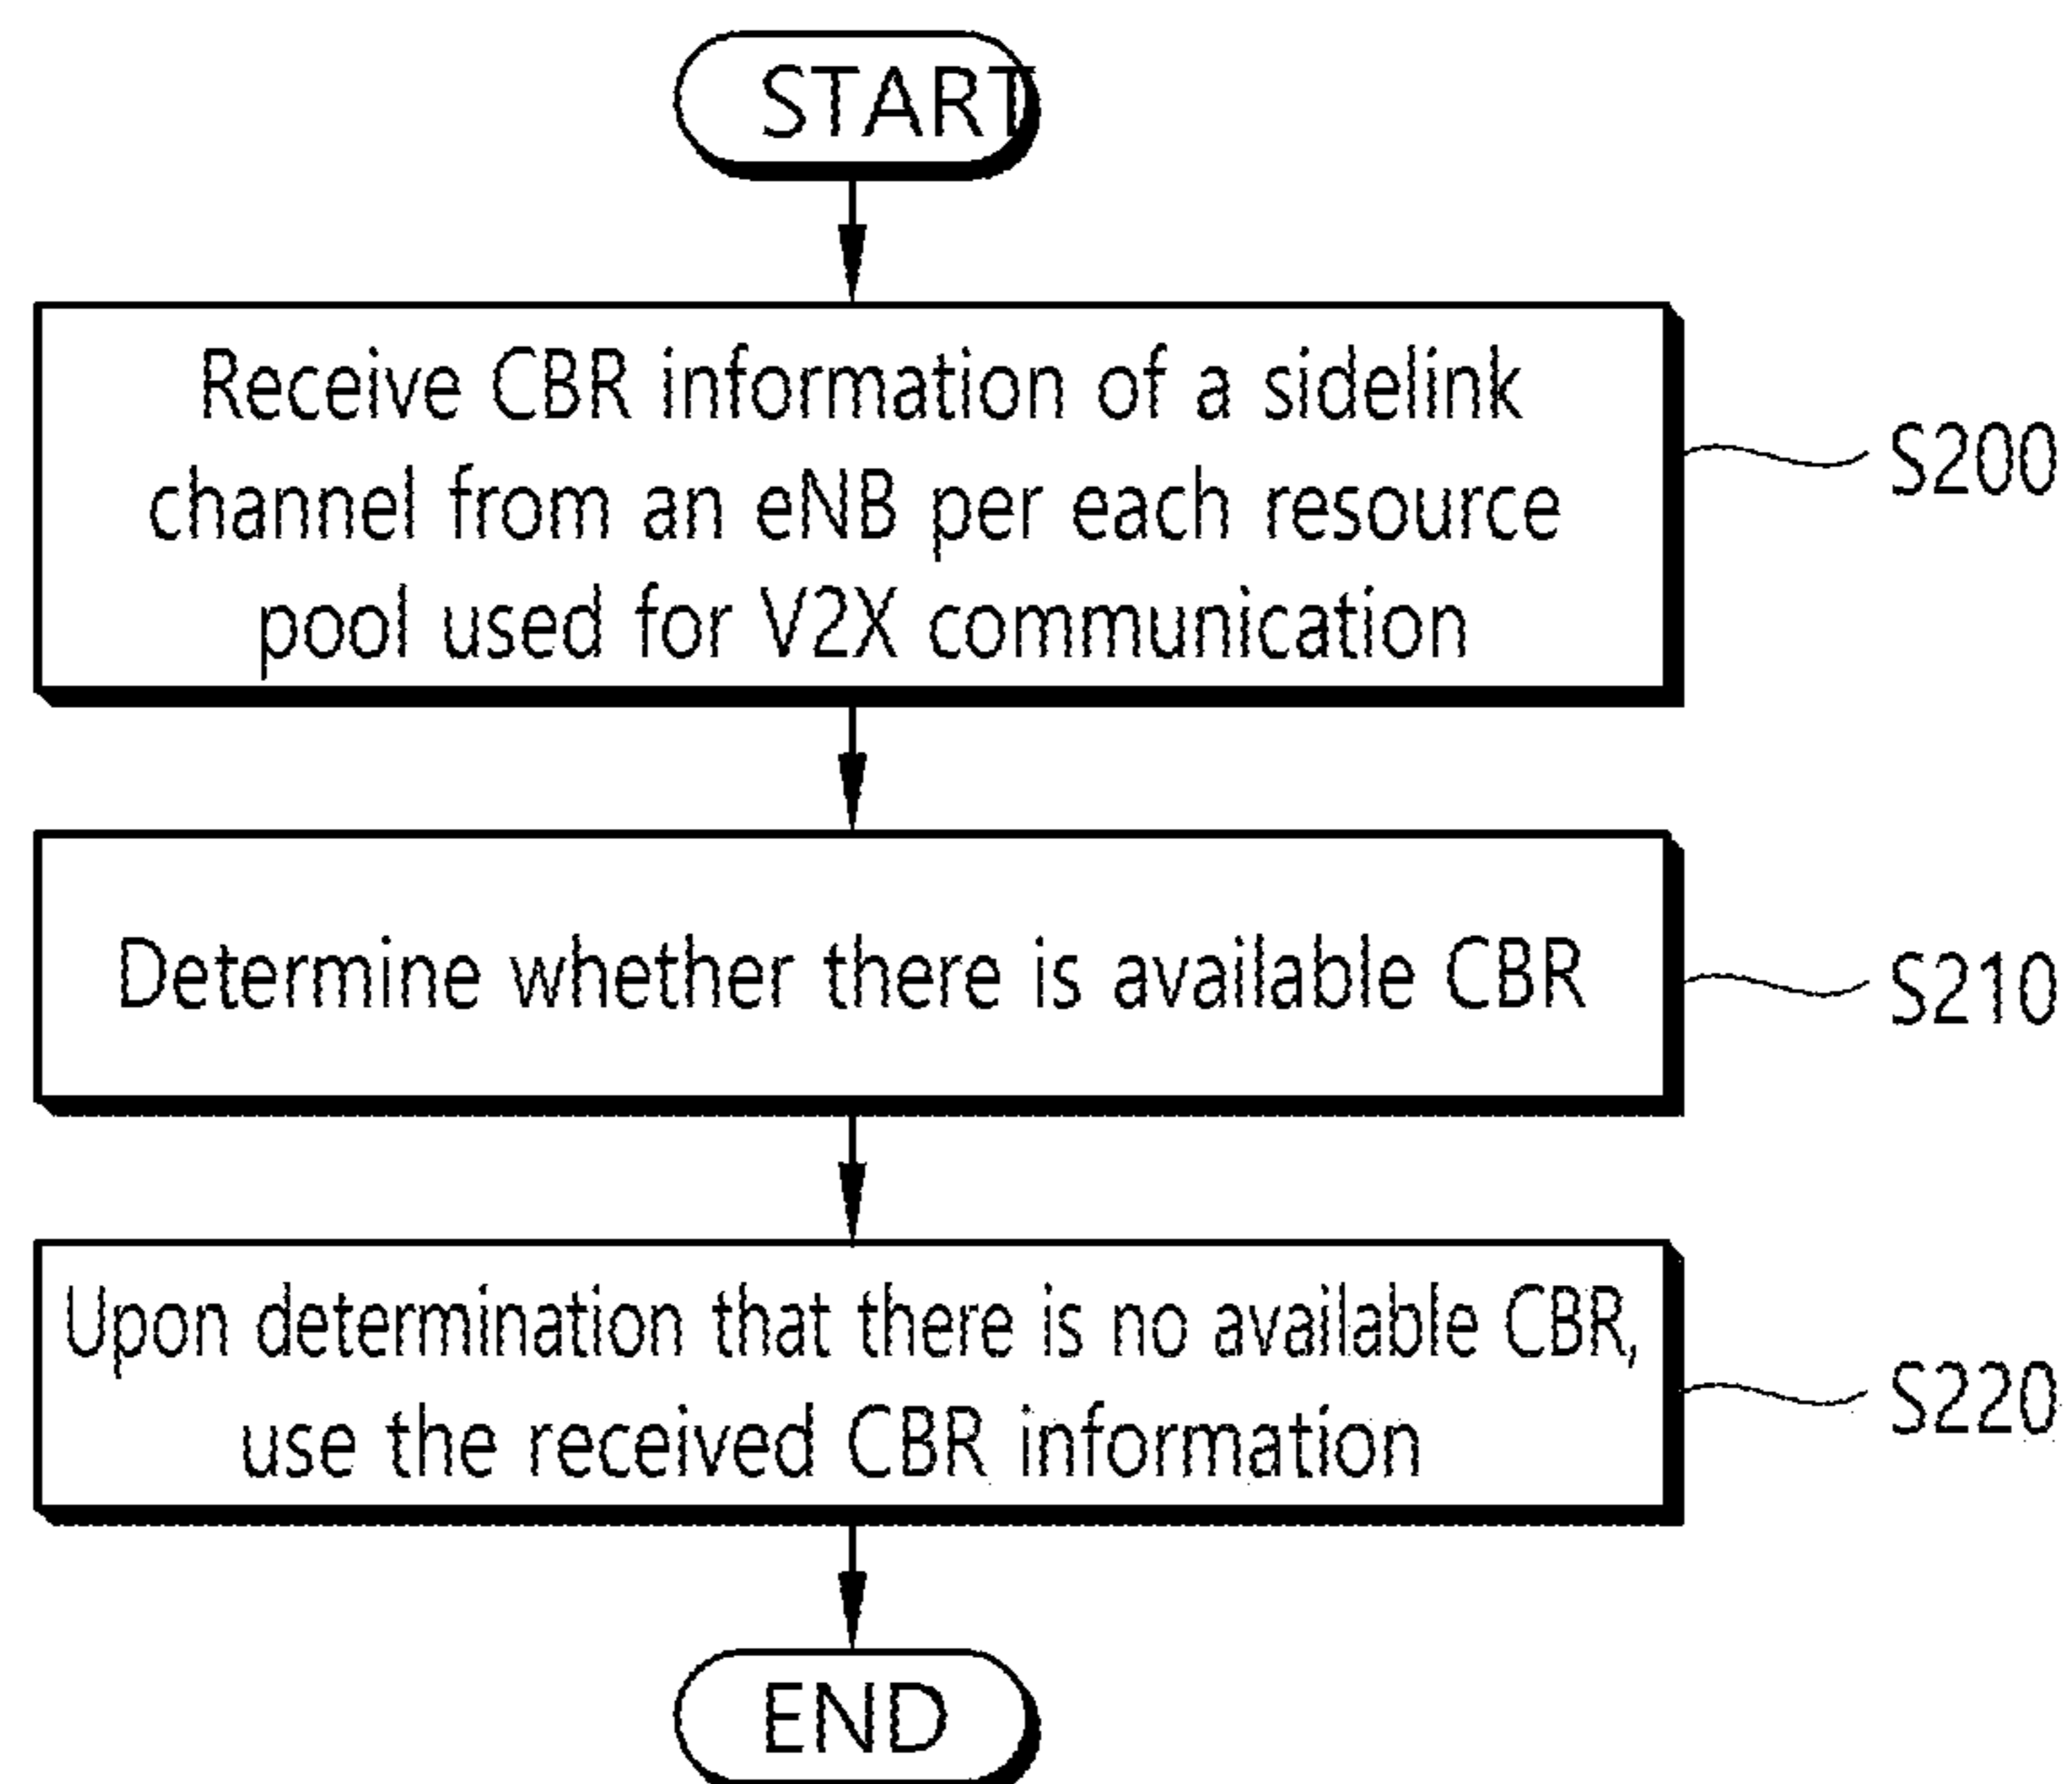 START
Receive CBR information of a sidelink
channel from an eNB per each resource
pool used for V2X communication
S200
Determine whether there is available CBR
S210
Upon determination that there is no available CBR,
use the received CBR information
S220
END